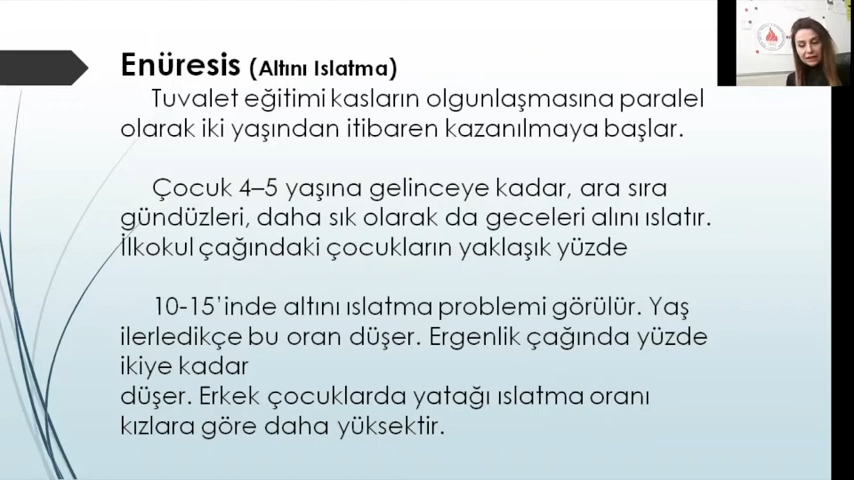 Enüresis (Altını Islatma)
Tuvalet eğitimi kasların olgunlaşmasına paralel
olarak iki yaşından itibaren kazanılmaya başlar.
Çocuk 4–5 yaşına gelinceye kadar, ara sıra
gündüzleri, daha sık olarak da geceleri alını ıslatır.
İlkokul çağındaki çocukların yaklaşık yüzde
10-15’inde altını ıslatma problemi görülür. Yaş
ilerledikçe bu oran düşer. Ergenlik çağında yüzde
ikiye kadar
düşer. Erkek çocuklarda yatağı ıslatma oranı
kızlara göre daha yüksektir.